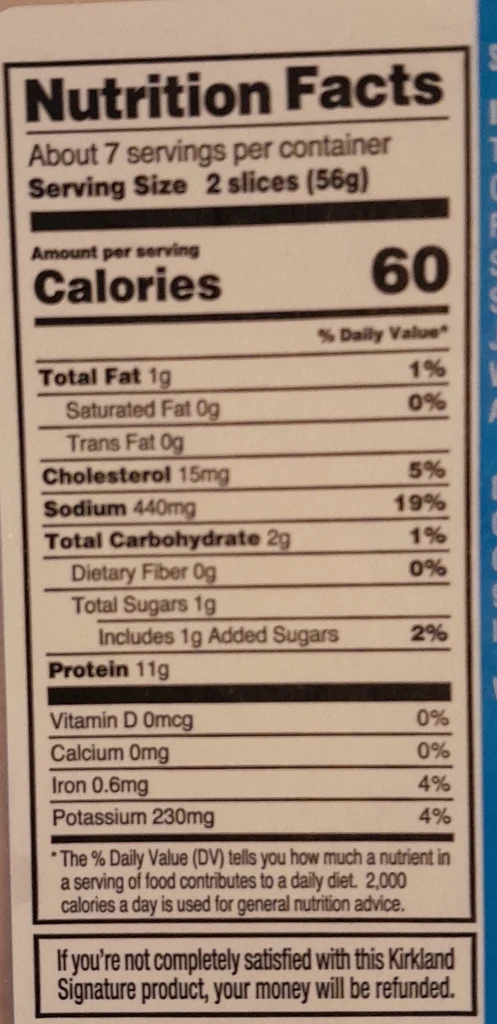 Nutrition Facts
About 7 servings per container
Serving Size 2 slices (56g)
Amount per serving
Calories 60
% Daily Value*
Total Fat 1g 1%
Saturated Fat 0g 0%
Trans Fat 0g
Cholesterol 15mg 5%
Sodium 440mg 19%
Total Carbohydrate 2g 1%
Dietary Fiber 0g 0%
Total Sugars 1g
Includes 1g Added Sugars 2%
Protein 11g
Vitamin D 0mcg 0%
Calcium 0mg 0%
Iron 0.6mg 4%
Potassium 230mg 4%
* The % Daily Value (DV) tells you how much a nutrient in
a serving of food contributes to a daily diet. 2,000
calories a day is used for general nutrition advice.
If you're not completely satisfied with this Kirkland
Signature product, your money will be refunded.